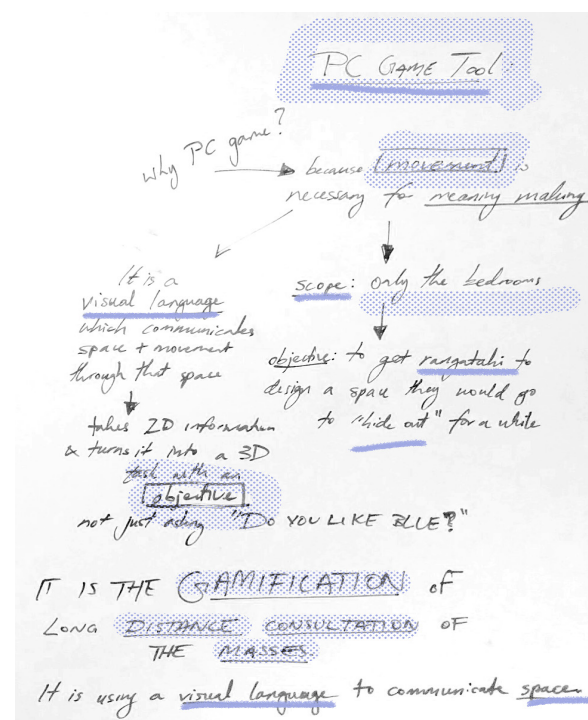 PC GAME TOOL
why PC game?
because [movement] is
necessary for meaning making
It is a
visual language
which communicates
space + movement
through that space
takes 2D information
& turns it into a 3D
task with an
objective
not just asking "DO YOU LIKE BLUE?"
scope: only the bedrooms
objective: to get rangatahi to
design a space they would go
to "hide out" for a while
IT IS THE GAMIFICATION OF
LONG DISTANCE CONSULTATION OF
THE MASSES
It is using a visual language to communicate space